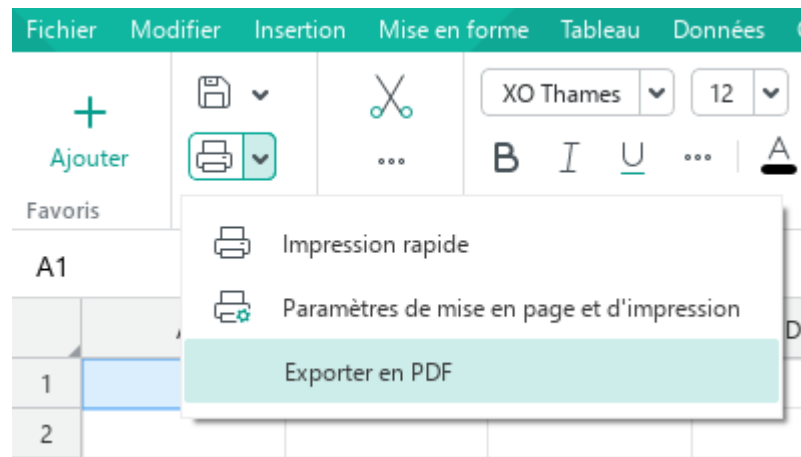 Fichier Modifier Insertion Mise en forme Tableau Données
XO Thames 12
Ajouter B I U A
Favoris
Impression rapide
A1
Paramètres de mise en page et d'impression
D
1 Exporter en PDF
2